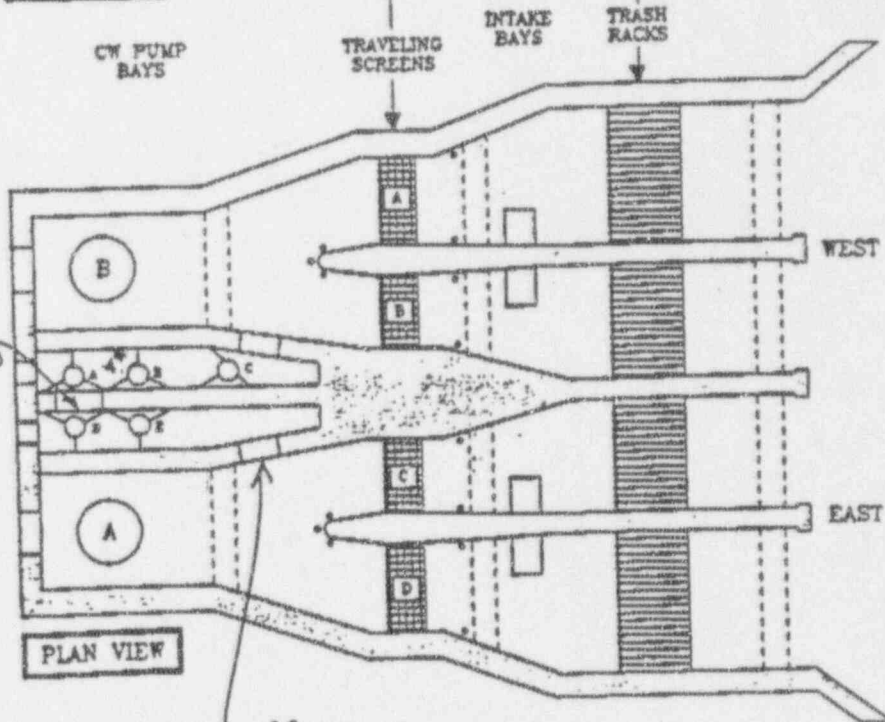 CW PUMP
BAYS
TRAVELING
SCREENS
INTAKE
BAYS
TRASH
RACKS
A
B
WEST
B
A
B
C
D
E
C
A
EAST
D
PLAN VIEW